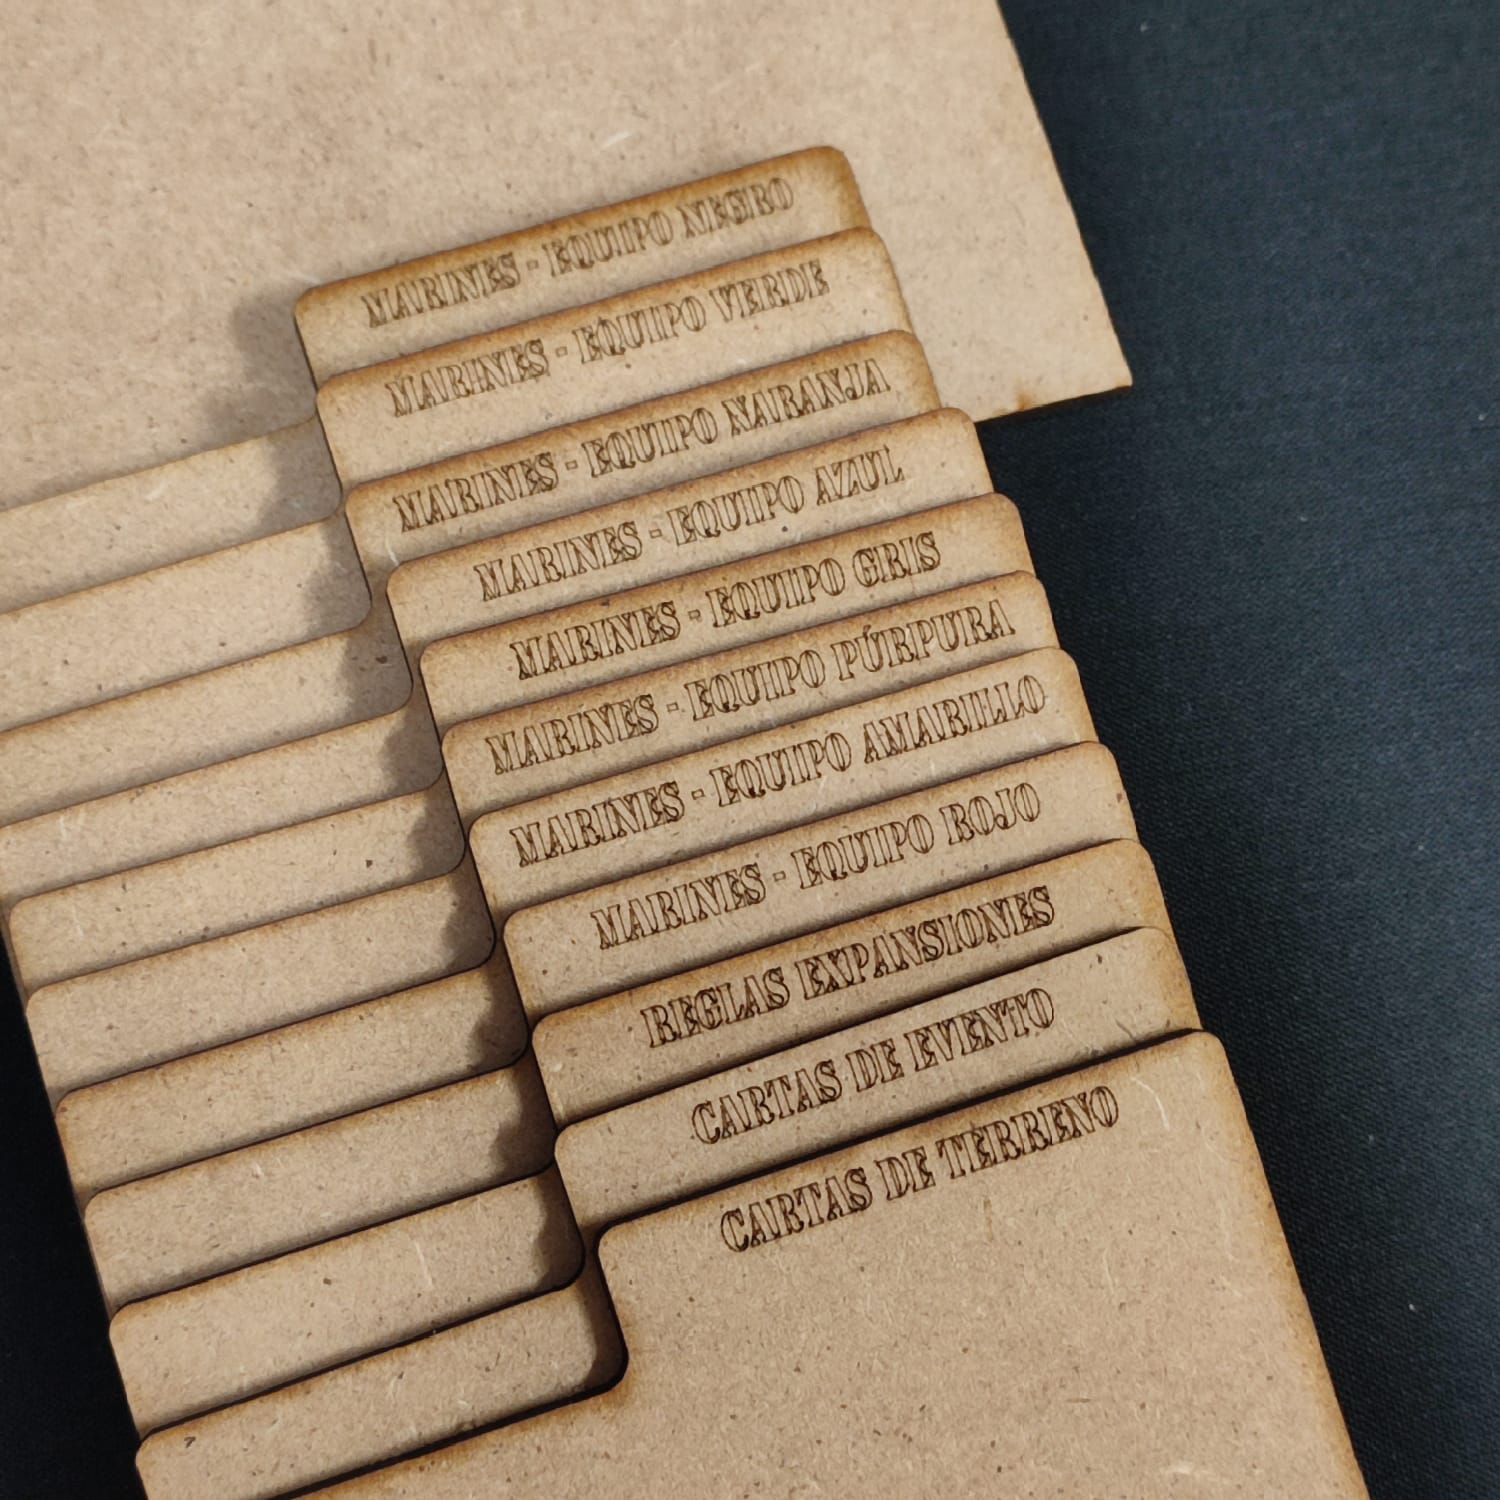 MARINES - EQUIPO NEGRO
MARINES - EQUIPO VERDE
MARINES - EQUIPO NARANJA
MARINES - EQUIPO AZUL
MARINES - EQUIPO GRIS
MARINES - EQUIPO PÚRPURA
MARINES - EQUIPO AMARILLO
MARINES - EQUIPO ROJO
REGLAS EXPANSIONES
CARTAS DE EVENTO
CARTAS DE TERRENO